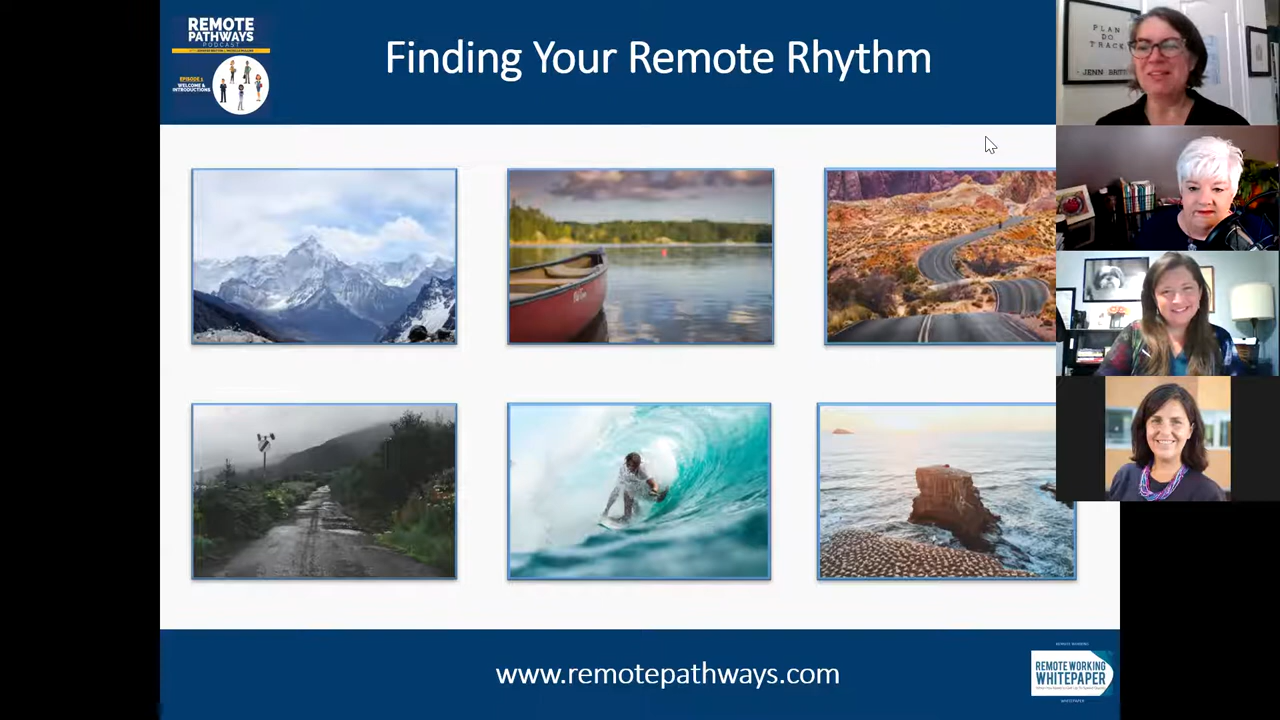 REMOTE
PATHWAYS
PODCAST
EPISODE 1
WELCOME &
INTRODUCTIONS
Finding Your Remote Rhythm
PLAN
DO
TRACK
www.remotepathways.com
REMOTE WORKING
WHITEPAPER
WHITEPAPER